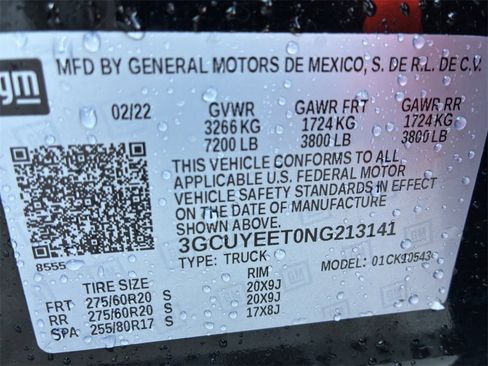 gm MFD BY GENERAL MOTORS DE MEXICO, S. DE R.L. DE C.V.
02/22 GVWR GAWR FRT GAWR RR
3266 KG 1724 KG 1724 KG
7200 LB 3800 LB 3800 LB
THIS VEHICLE CONFORMS TO ALL
APPLICABLE U.S. FEDERAL MOTOR
VEHICLE SAFETY STANDARDS IN EFFECT
ON THE DATE OF MANUFACTURE
SHOWN ABOVE.
3GCUYEET0NG213141
8555 TYPE: TRUCK MODEL: 01CK10543
TIRE SIZE RIM
FRT 275/60R20 S 20X9J
RR 275/60R20 S 20X9J
SPA 255/80R17 S 17X8J